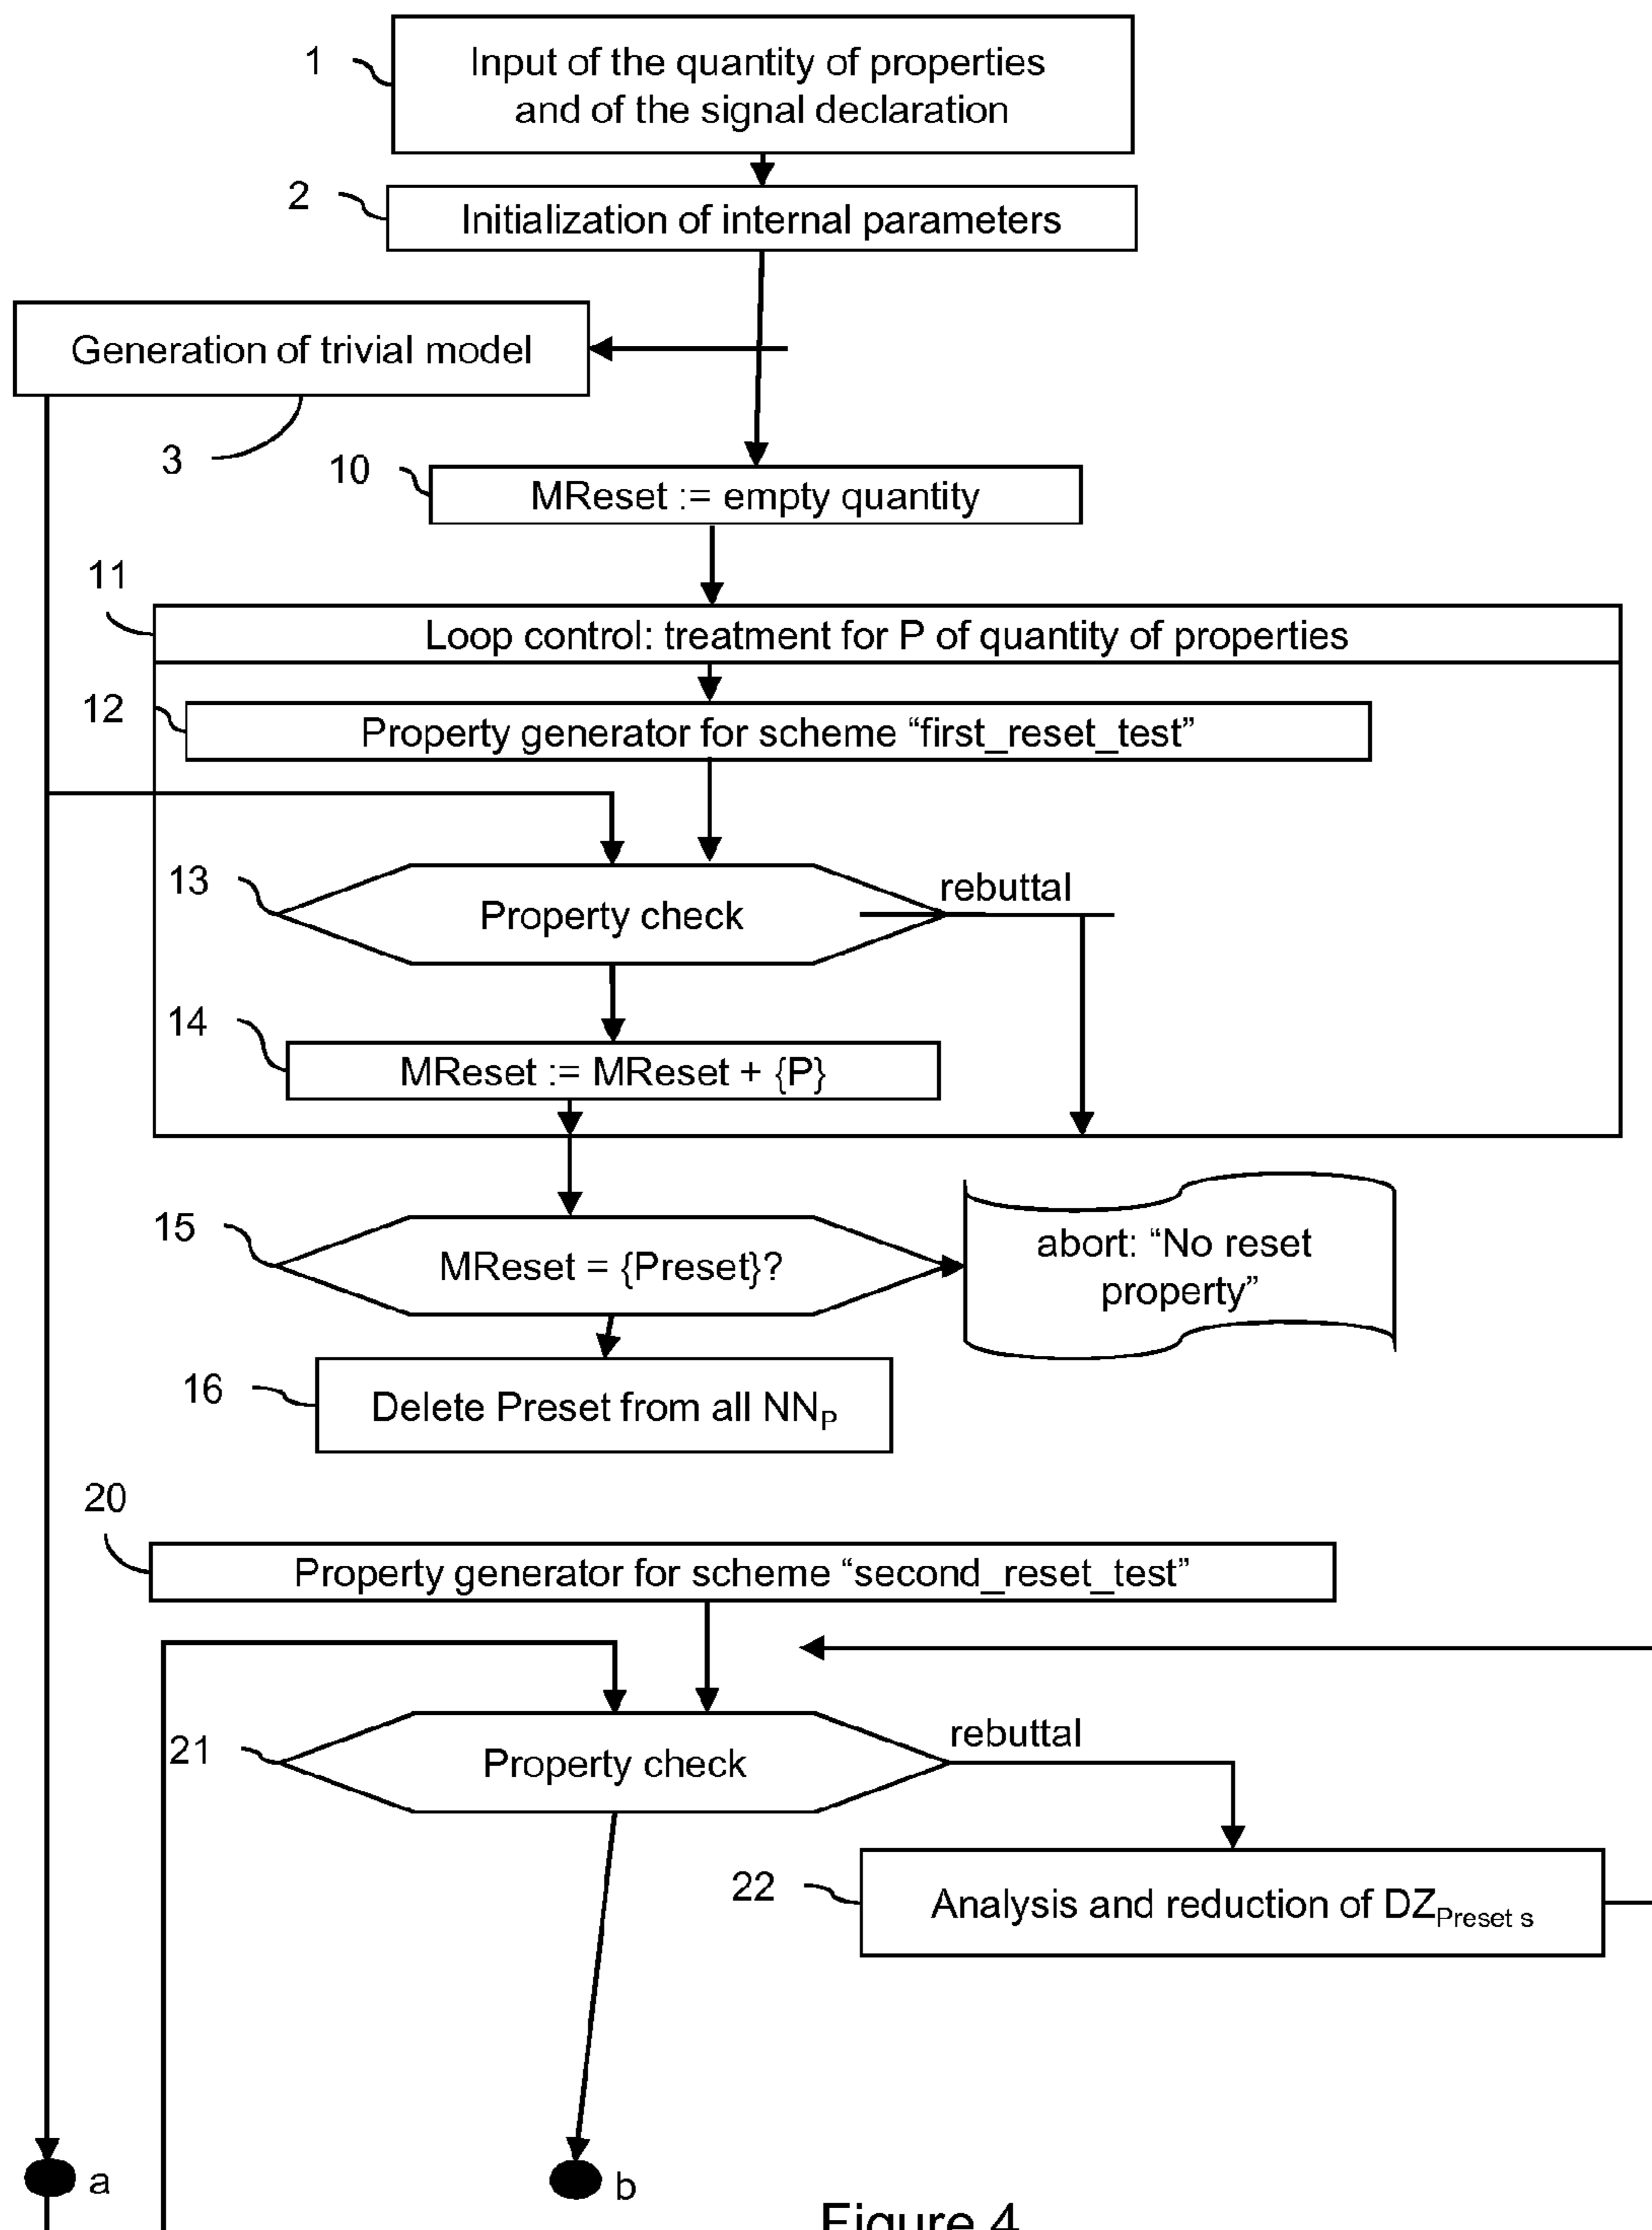 1
Input of the quantity of properties
and of the signal declaration
2
Initialization of internal parameters
Generation of trivial model
3
10
MReset := empty quantity
11
Loop control: treatment for P of quantity of properties
12
Property generator for scheme “first_reset_test”
13
Property check
rebuttal
14
MReset := MReset + {P}
15
MReset = {Preset}?
abort: “No reset
property”
16
Delete Preset from all NNP
20
Property generator for scheme “second_reset_test”
21
Property check
rebuttal
22
Analysis and reduction of DZPreset s
a
b
Figure 4